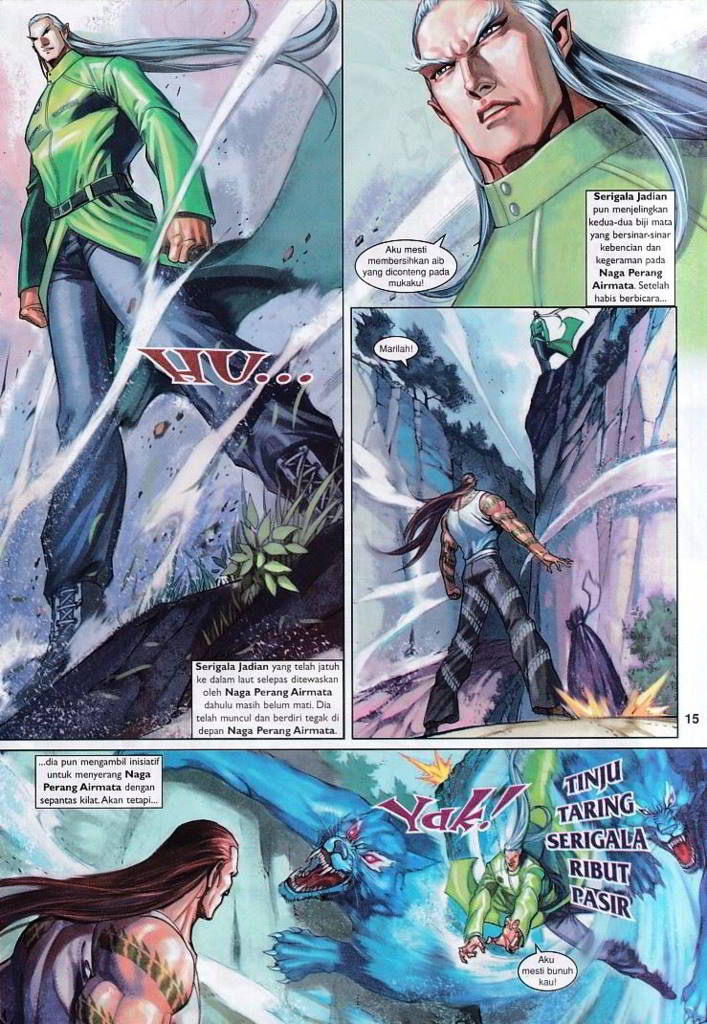 HU...
Serigala Jadian yang telah jatuh
ke dalam laut selepas ditewaskan
oleh Naga Perang Airmata
dahulu masih belum mati. Dia
telah muncul dan berdiri tegak di
depan Naga Perang Airmata.
Aku mesti
membersihkan aib
yang diconteng pada
mukaku!
Serigala Jadian
pun menjelingkan
kedua-dua biji mata
yang bersinar-sinar
kebencian dan
kegeraman pada
Naga Perang
Airmata. Setelah
habis berbicara...
Marilah!
15
...dia pun mengambil inisiatif
untuk menyerang Naga
Perang Airmata dengan
sepantas kilat. Akan tetapi...
Yak!
TINJU
TARING
SERIGALA
RIBUT
PASIR
Aku
mesti bunuh
kau!